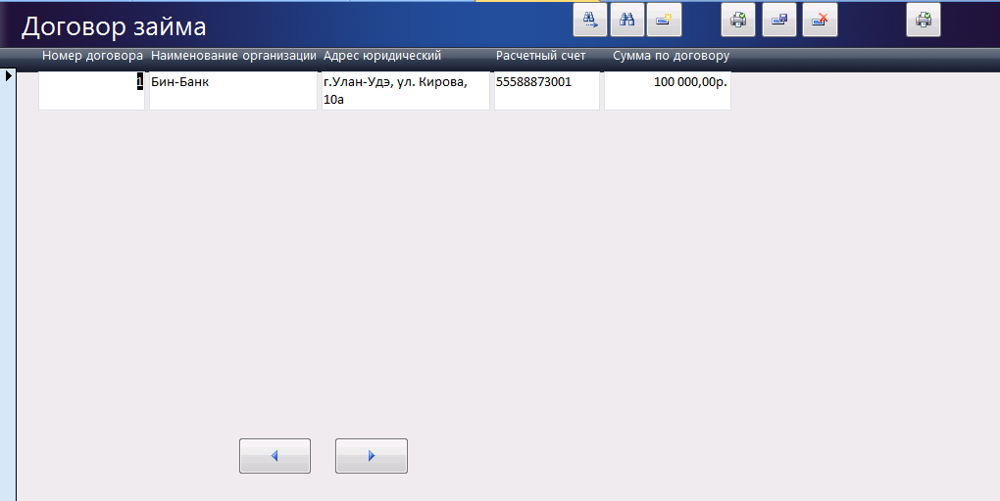 Договор займа
Номер договора Наименование организации Адрес юридический Расчетный счет Сумма по договору
1 Бин-Банк г.Улан-Удэ, ул. Кирова, 55588873001 100 000,00р.
10а